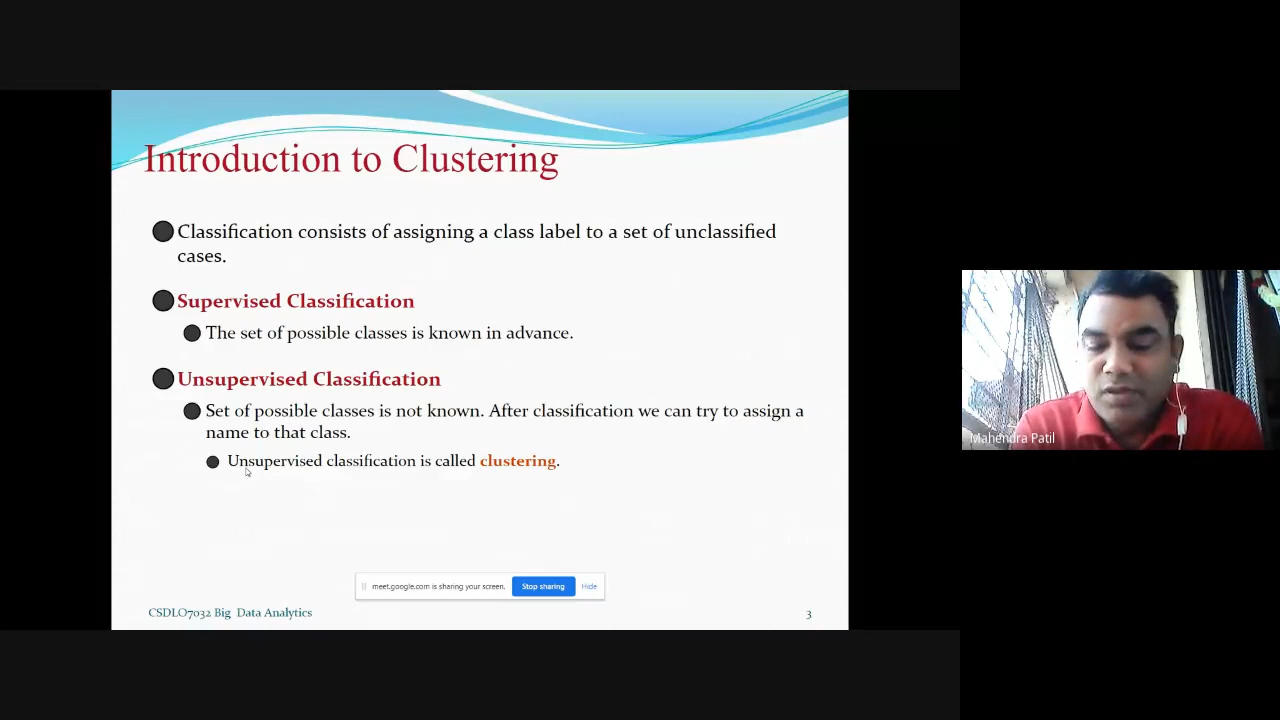 Introduction to Clustering
Classification consists of assigning a class label to a set of unclassified
cases.
Supervised Classification
The set of possible classes is known in advance.
Unsupervised Classification
Set of possible classes is not known. After classification we can try to assign a
name to that class.
Unsupervised classification is called clustering.
meet.google.com is sharing your screen. Stop sharing Hide
CSDLO7032 Big Data Analytics 3
Mahendra Patil